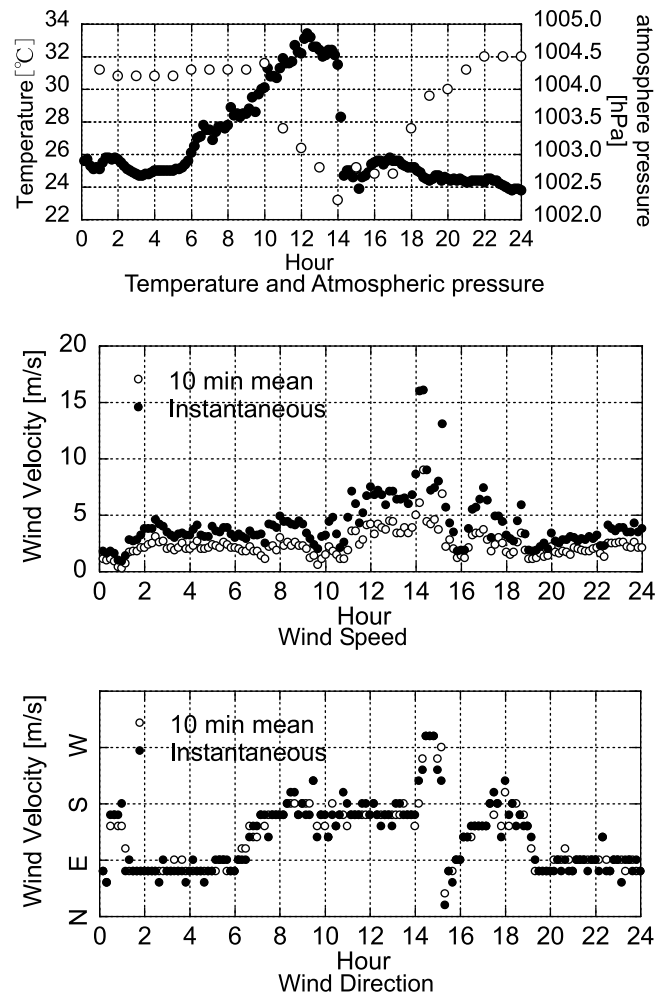 34
32
30
28
26
24
22
Temperature[℃]
1005.0
1004.5
1004.0
1003.5
1003.0
1002.5
1002.0
atmosphere pressure
[hPa]
0 2 4 6 8 10 12 14 16 18 20 22 24
Hour
Temperature and Atmospheric pressure
20
15
10
5
0
Wind Velocity [m/s]
10 min mean
Instantaneous
0 2 4 6 8 10 12 14 16 18 20 22 24
Hour
Wind Speed
Wind Velocity [m/s]
W
S
E
N
10 min mean
Instantaneous
0 2 4 6 8 10 12 14 16 18 20 22 24
Hour
Wind Direction